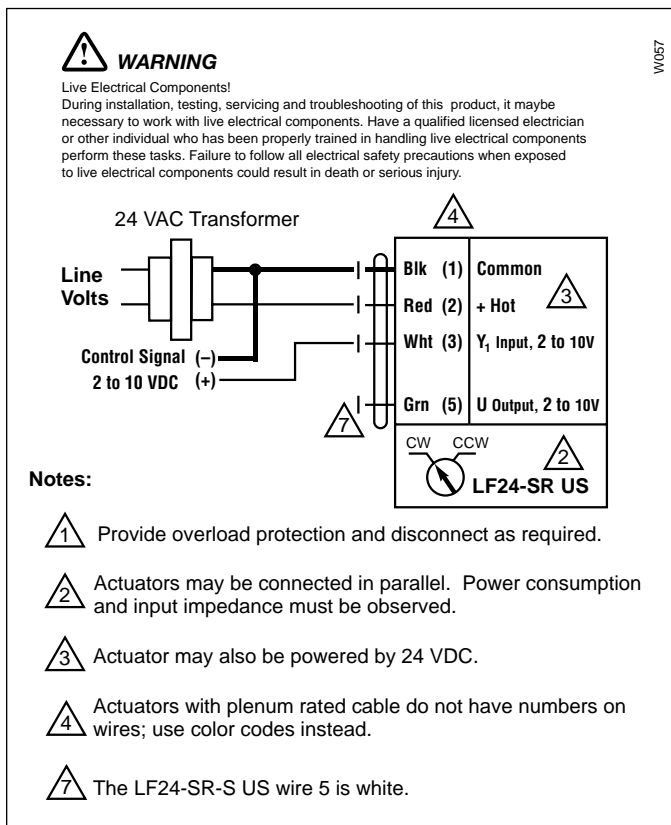 W057
! WARNING
Live Electrical Components!
During installation, testing, servicing and troubleshooting of this product, it maybe
necessary to work with live electrical components. Have a qualified licensed electrician
or other individual who has been properly trained in handling live electrical components
perform these tasks. Failure to follow all electrical safety precautions when exposed
to live electrical components could result in death or serious injury.
24 VAC Transformer
4
Line
Volts
Blk (1) Common
Red (2) + Hot
3
Wht (3) Y1 Input, 2 to 10V
Control Signal (–)
2 to 10 VDC (+)
Grn (5) U Output, 2 to 10V
7
CW CCW
2
LF24-SR US
Notes:
1 Provide overload protection and disconnect as required.
2 Actuators may be connected in parallel. Power consumption
and input impedance must be observed.
3 Actuator may also be powered by 24 VDC.
4 Actuators with plenum rated cable do not have numbers on
wires; use color codes instead.
7 The LF24-SR-S US wire 5 is white.